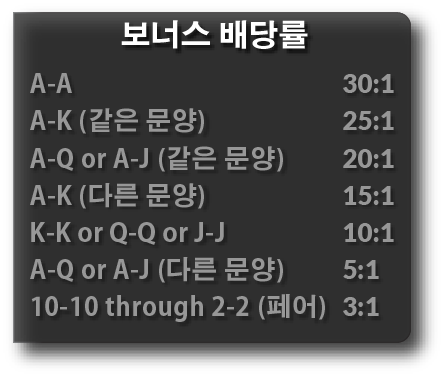 보너스 배당률
A-A 30:1
A-K (같은 문양) 25:1
A-Q or A-J (같은 문양) 20:1
A-K (다른 문양) 15:1
K-K or Q-Q or J-J 10:1
A-Q or A-J (다른 문양) 5:1
10-10 through 2-2 (페어) 3:1